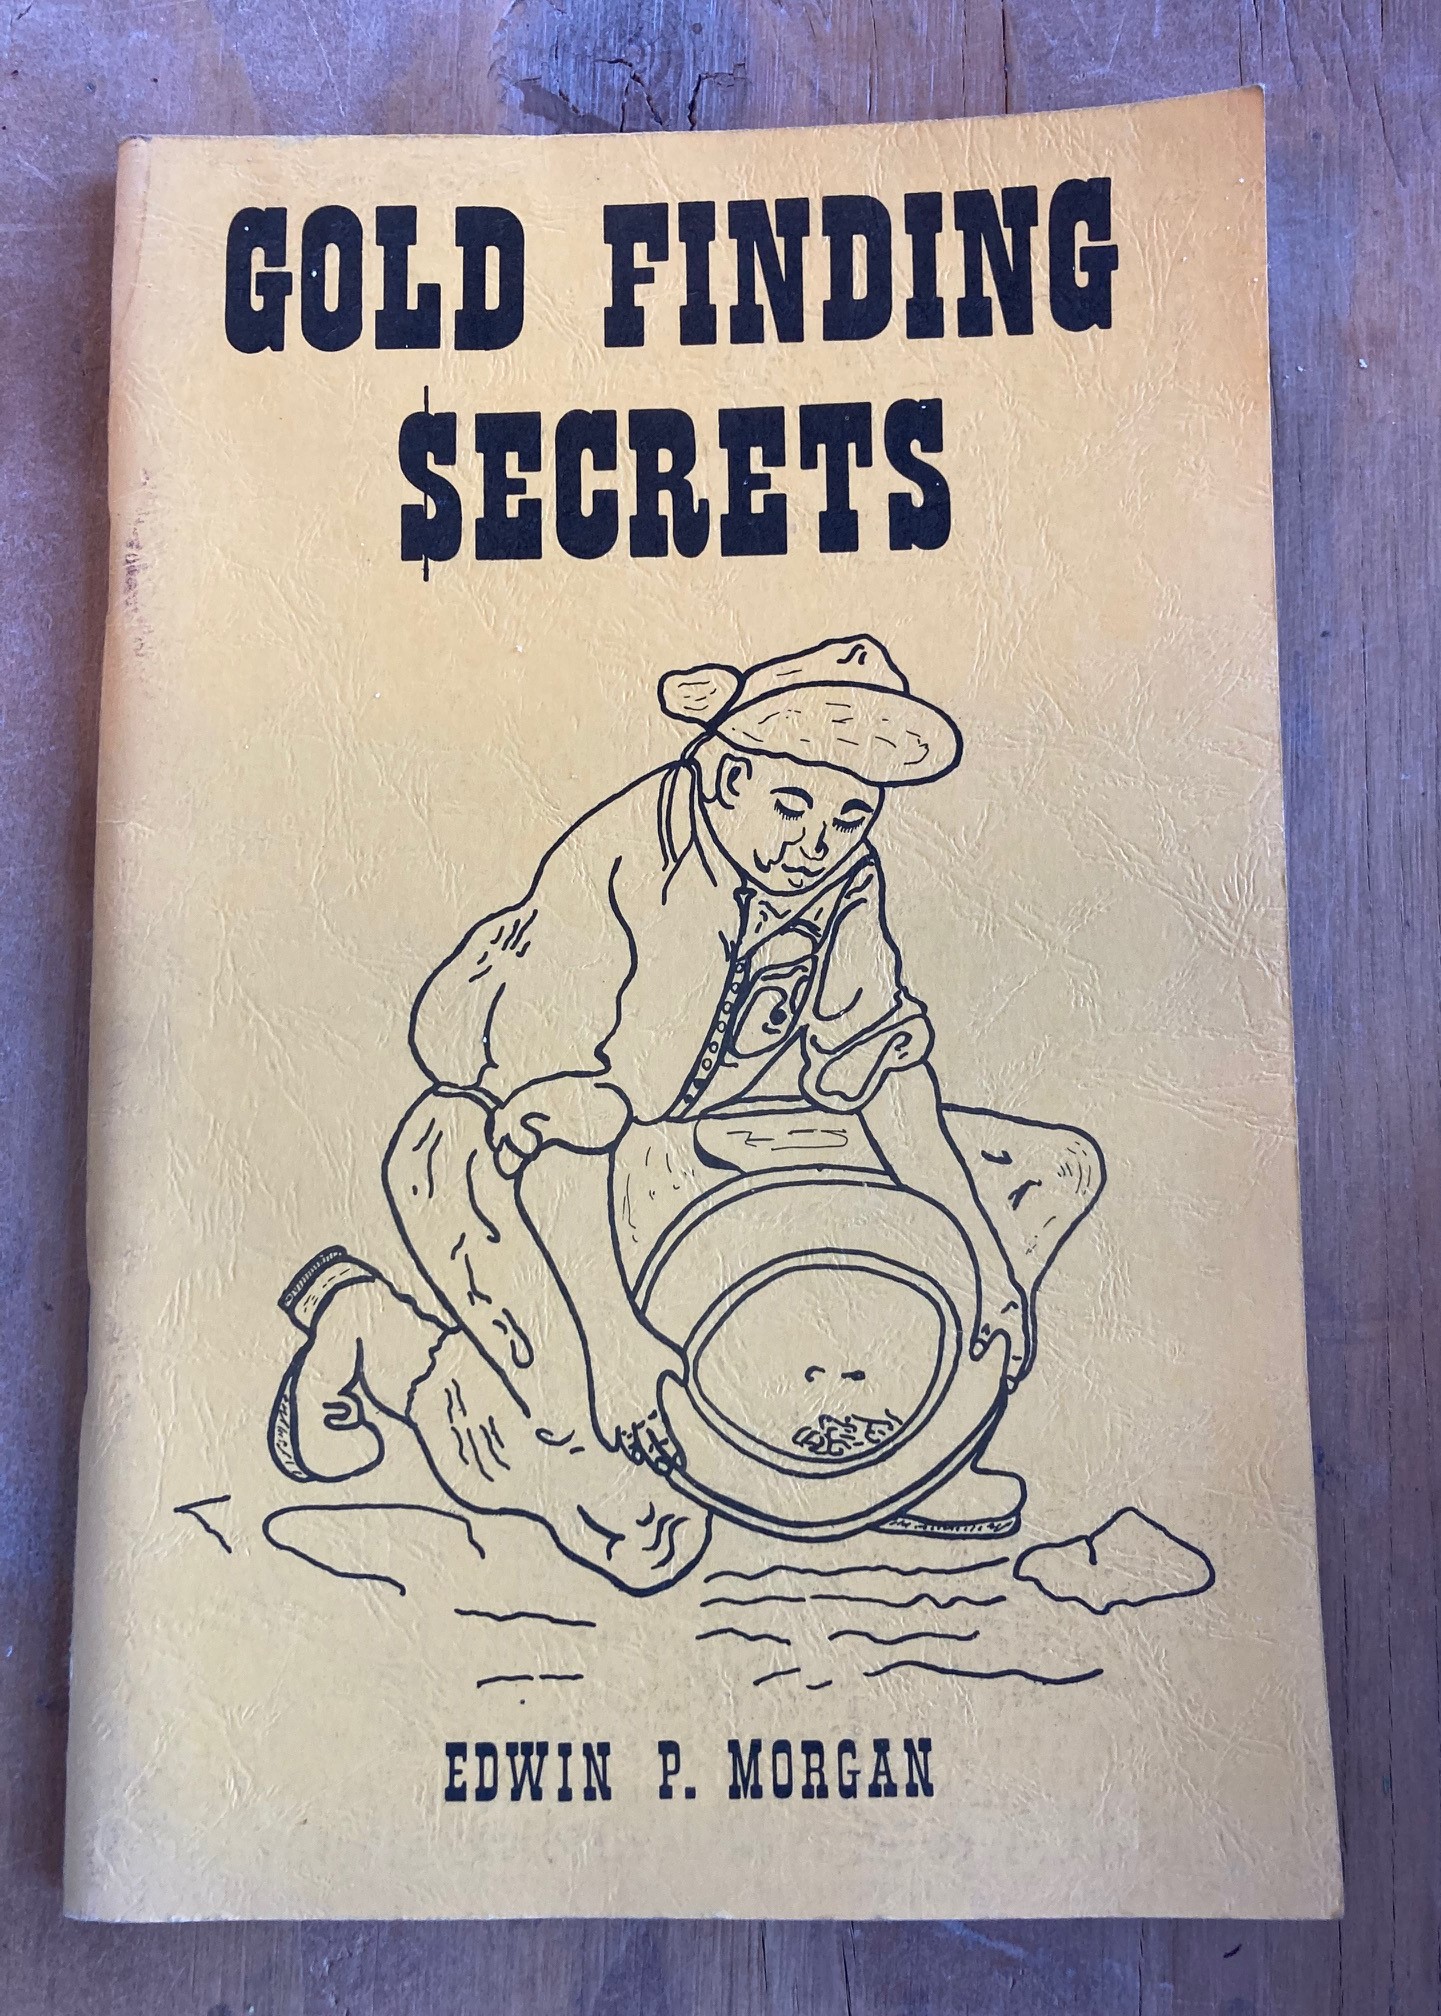 GOLD FINDING
$ECRETS
EDWIN P. MORGAN